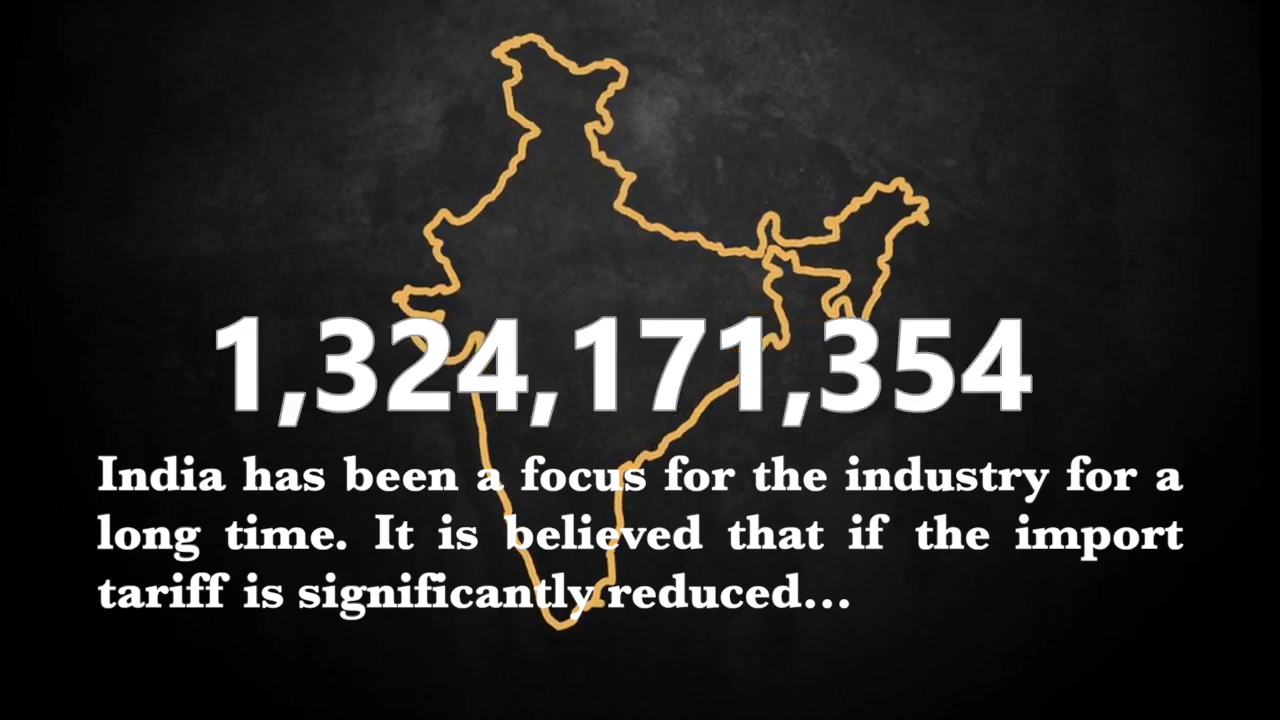 1,324,171,354
India has been a focus for the industry for a
long time. It is believed that if the import
tariff is significantly reduced...